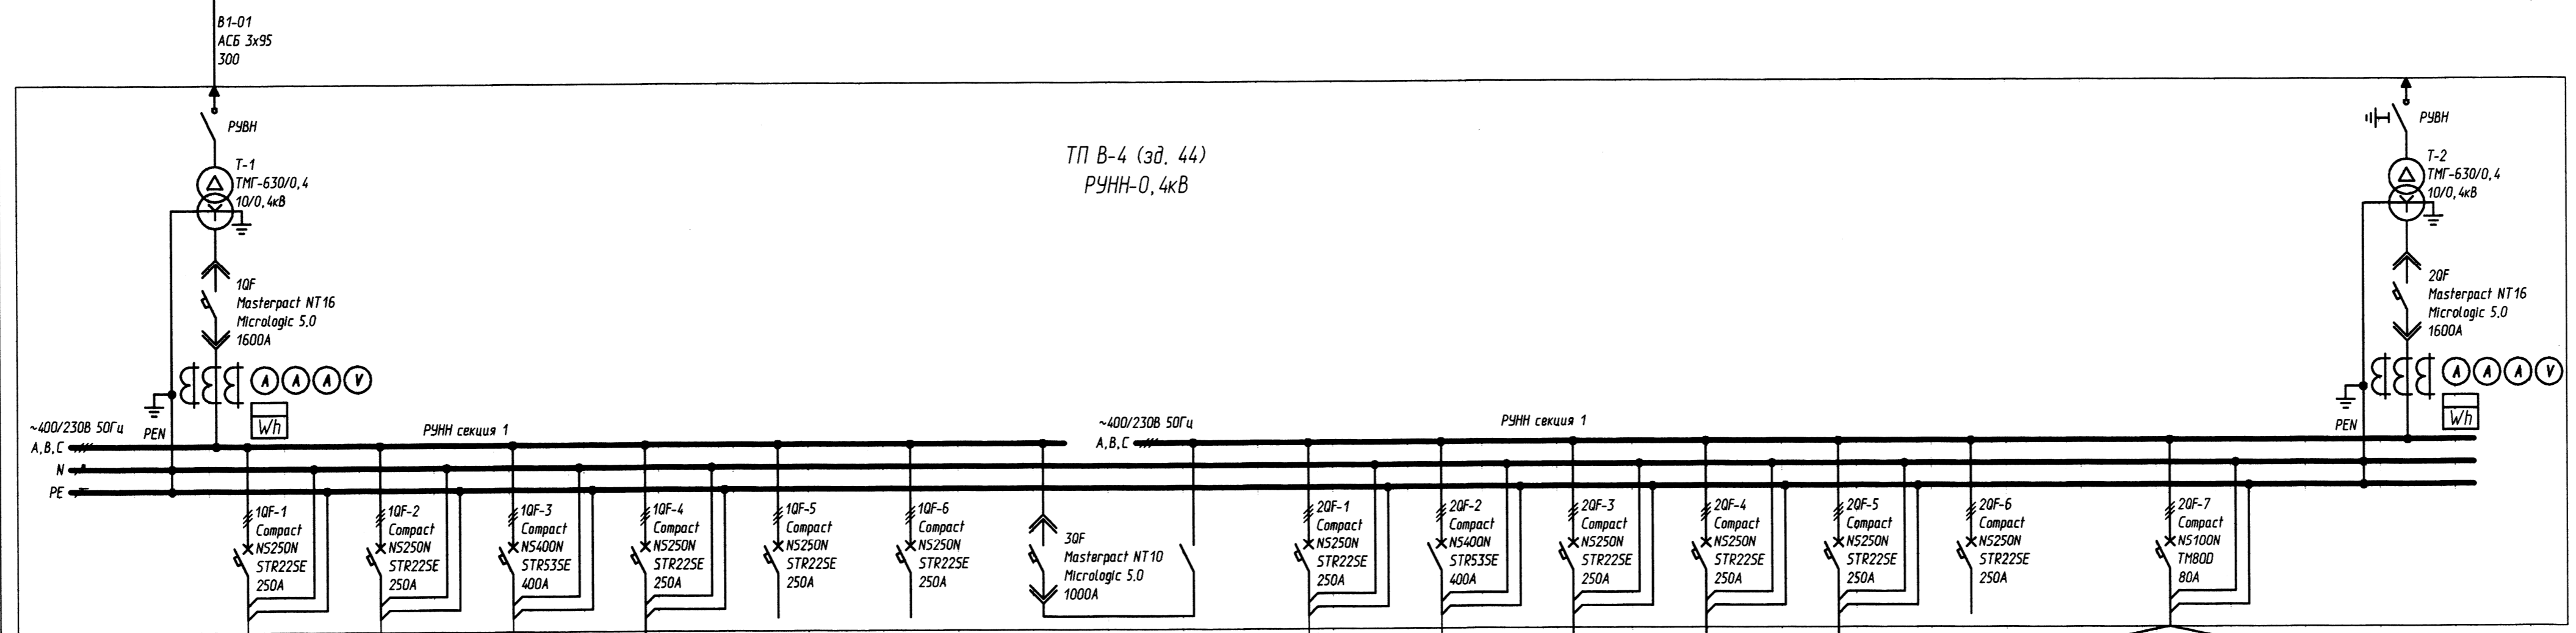 В1-01
АСБ 3х95
300
РУВН
Т-1
ТМГ-630/0,4
10/0,4кВ
ТП В-4 (зд. 44)
РУНН-0,4кВ
РУВН
Т-2
ТМГ-630/0,4
10/0,4кВ
1QF
Masterpact NT16
Micrologic 5.0
1600А
2QF
Masterpact NT16
Micrologic 5.0
1600А
A A A V
Wh
A A A V
Wh
~400/230В 50Гц
PEN
РУНН секция 1
A,B,C
N
PE
~400/230В 50Гц
A,B,C
РУНН секция 1
PEN
1QF-1
Compact
NS250N
STR22SE
250A
1QF-2
Compact
NS250N
STR22SE
250A
1QF-3
Compact
NS400N
STR53SE
400A
1QF-4
Compact
NS250N
STR22SE
250A
1QF-5
Compact
NS250N
STR22SE
250A
1QF-6
Compact
NS250N
STR22SE
250A
3QF
Masterpact NT10
Micrologic 5.0
1000A
2QF-1
Compact
NS250N
STR22SE
250A
2QF-2
Compact
NS400N
STR53SE
400A
2QF-3
Compact
NS250N
STR22SE
250A
2QF-4
Compact
NS250N
STR22SE
250A
2QF-5
Compact
NS250N
STR22SE
250A
2QF-6
Compact
NS250N
STR22SE
250A
2QF-7
Compact
NS100N
TM80D
80A